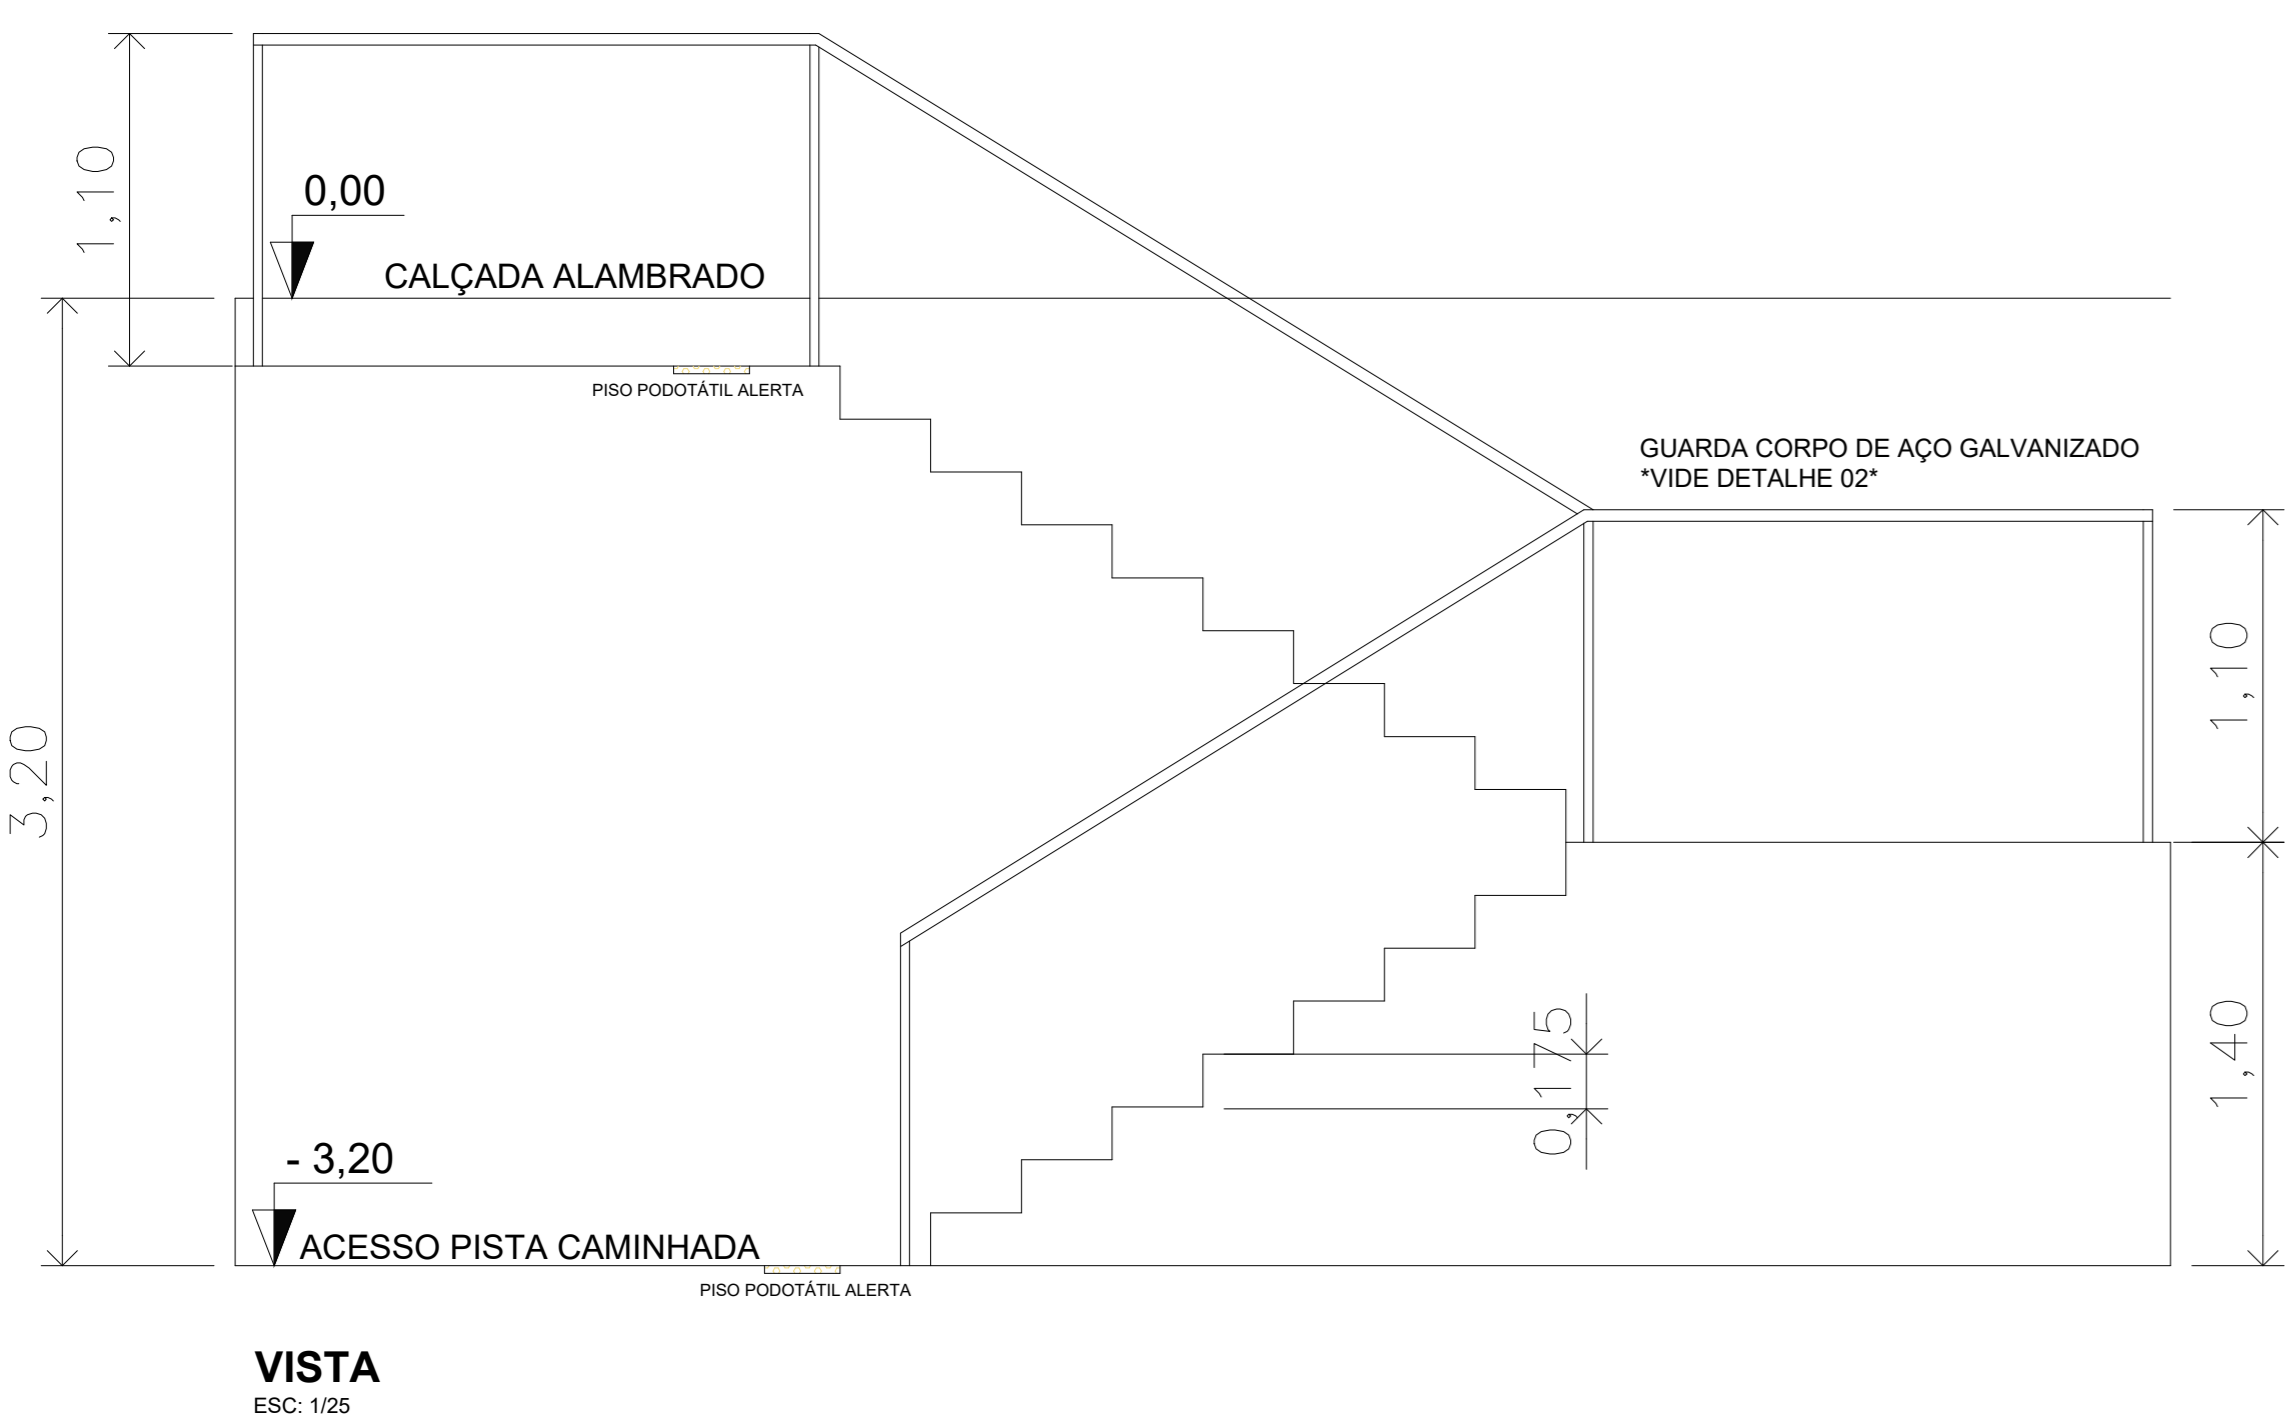 1,10
0,00
CALÇADA ALAMBRADO
PISO PODOTÁTIL ALERTA
GUARDA CORPO DE AÇO GALVANIZADO
*VIDE DETALHE 02*
1,10
3,20
1,40
0,175
- 3,20
ACESSO PISTA CAMINHADA
PISO PODOTÁTIL ALERTA
VISTA
ESC: 1/25